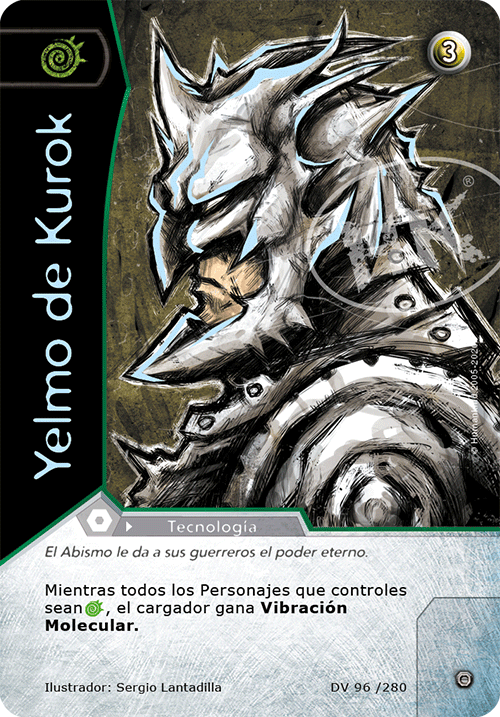 3
Yelmo de Kurok
®
Tecnología
El Abismo le da a sus guerreros el poder eterno.
Mientras todos los Personajes que controles
sean , el cargador gana Vibración
Molecular.
Ilustrador: Sergio Lantadilla
DV 96 /280